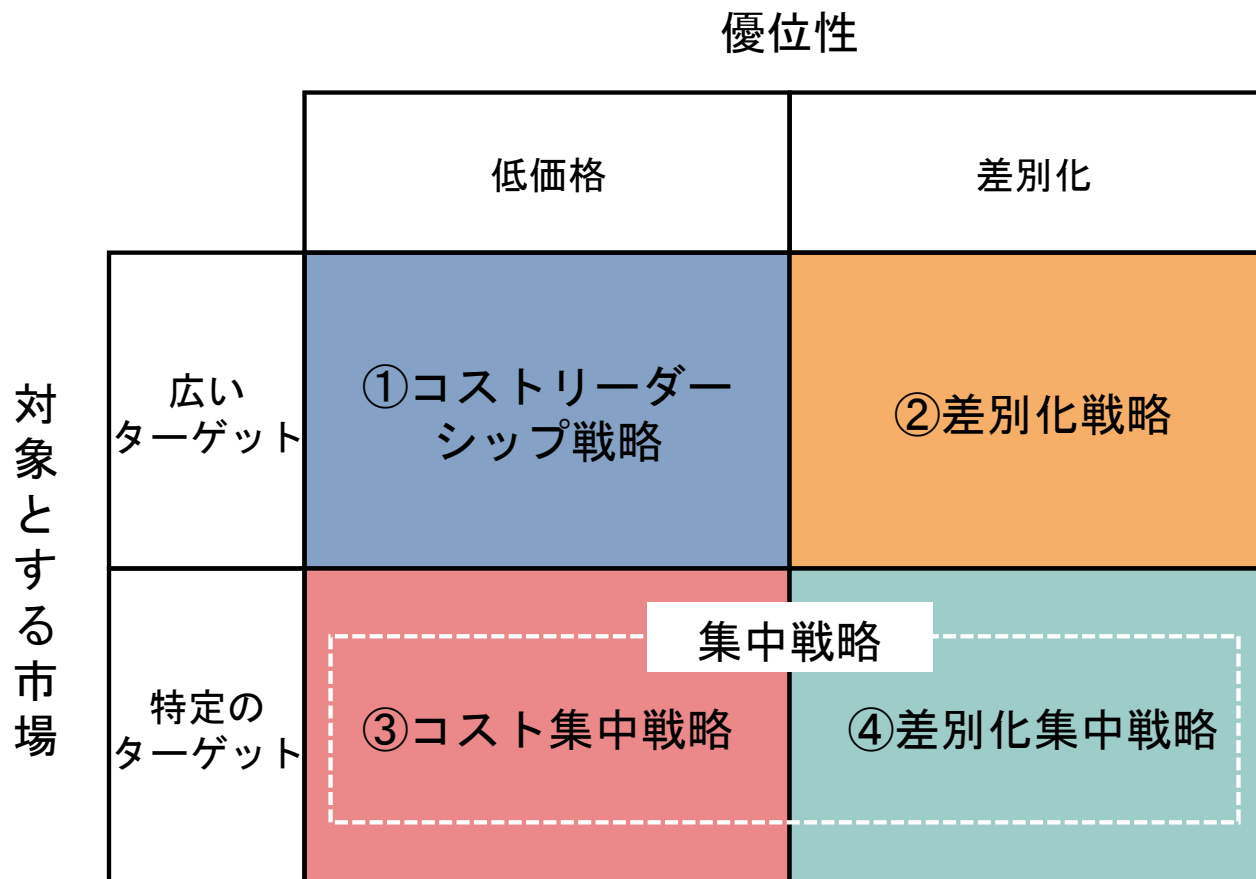 優位性
低価格
差別化
対象とする市場
広い
ターゲット
①コストリーダー
シップ戦略
②差別化戦略
集中戦略
特定の
ターゲット
③コスト集中戦略
④差別化集中戦略